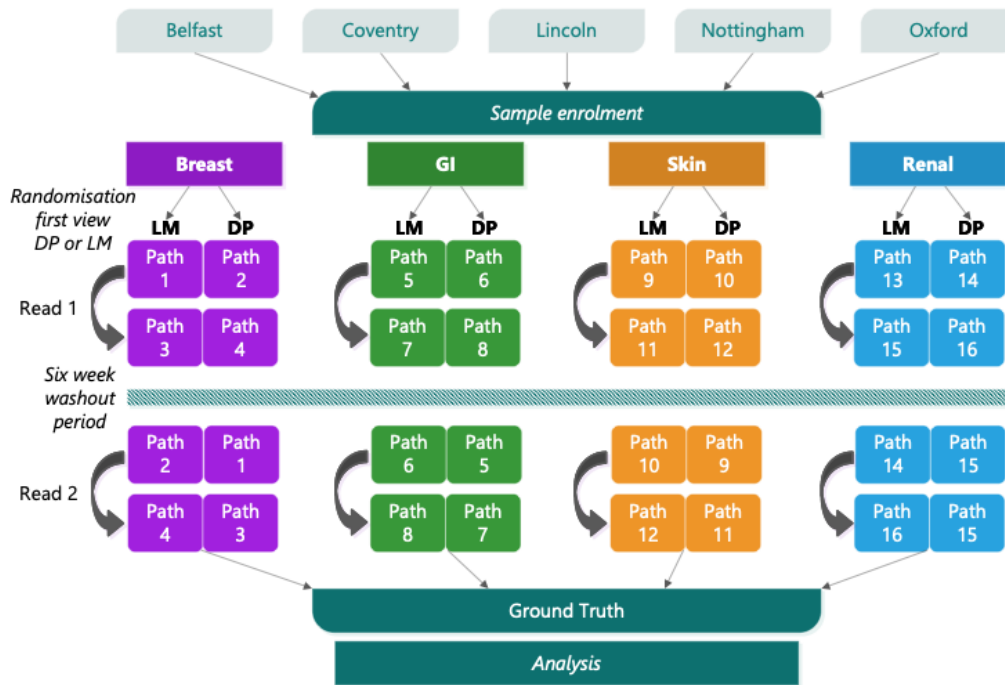 Belfast
Coventry
Lincoln
Nottingham
Oxford
Sample enrolment
Breast
GI
Skin
Renal
Randomisation
first view
DP or LM
LM DP
LM DP
LM DP
LM DP
Read 1
Path
1
Path
2
Path
5
Path
6
Path
9
Path
10
Path
13
Path
14
Path
3
Path
4
Path
7
Path
8
Path
11
Path
12
Path
15
Path
16
Six week
washout
period
Read 2
Path
2
Path
1
Path
6
Path
5
Path
10
Path
9
Path
14
Path
15
Path
4
Path
3
Path
8
Path
7
Path
12
Path
11
Path
16
Path
15
Ground Truth
Analysis